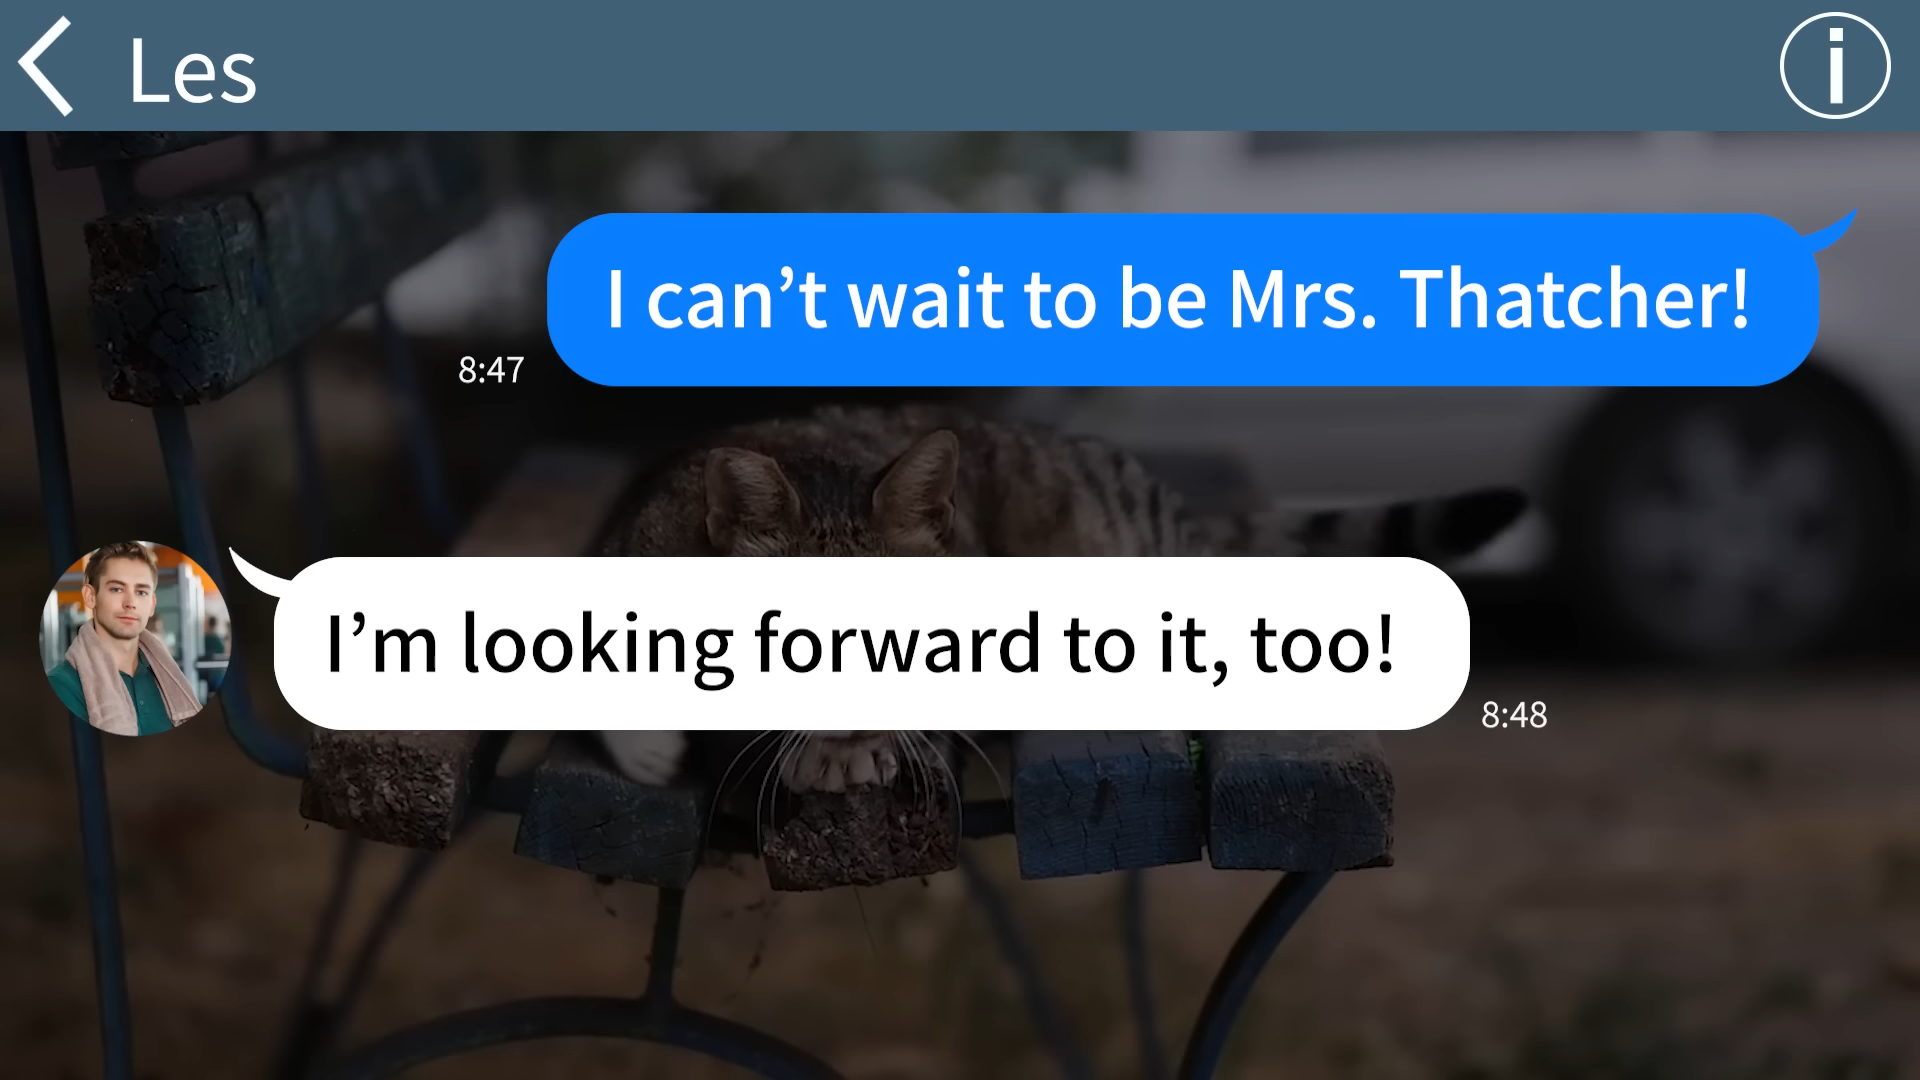 Les
I can’t wait to be Mrs. Thatcher!
8:47
I’m looking forward to it, too!
8:48